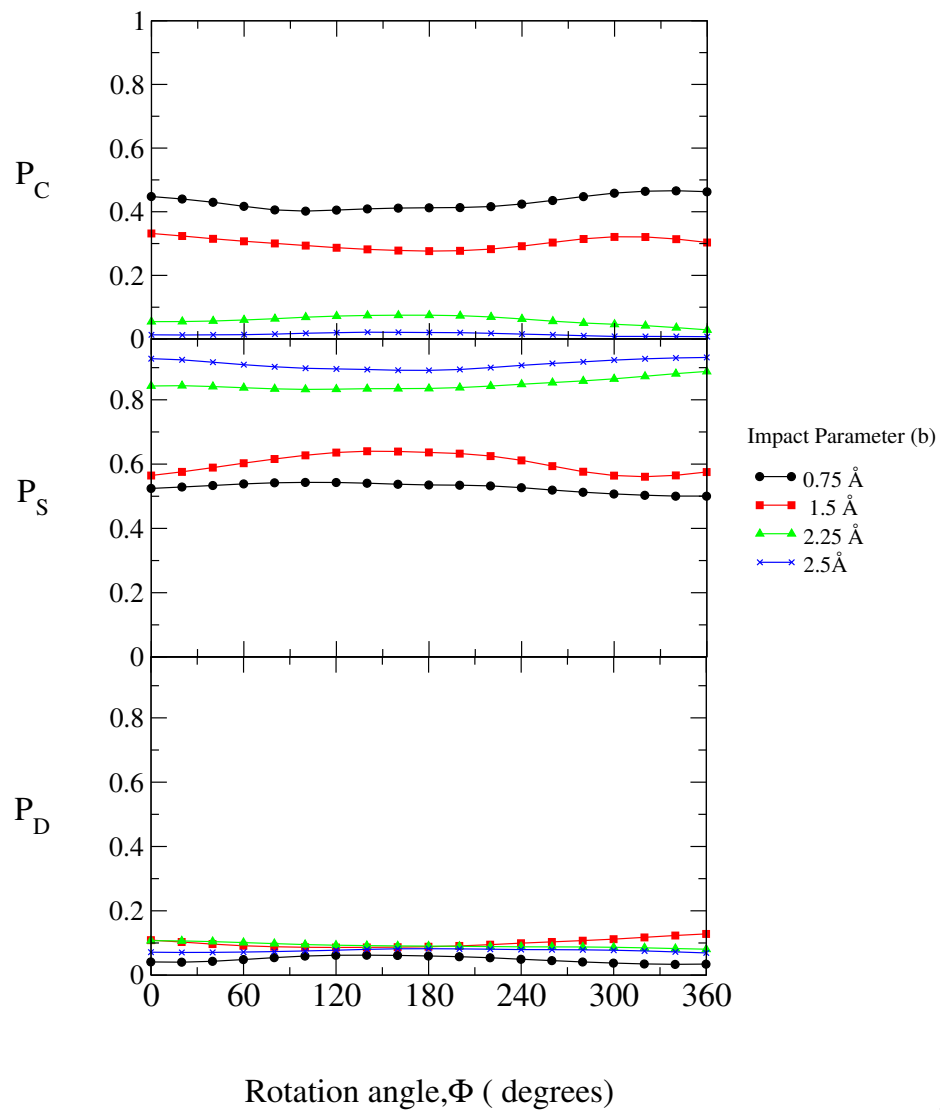 1
0.8
0.6
P_C
0.4
0.2
0
0.8
0.6
P_S
0.4
0.2
0
0.8
0.6
P_D
0.4
0.2
0
0 60 120 180 240 300 360
Rotation angle,Φ ( degrees)
Impact Parameter (b)
0.75 Å
1.5 Å
2.25 Å
2.5Å